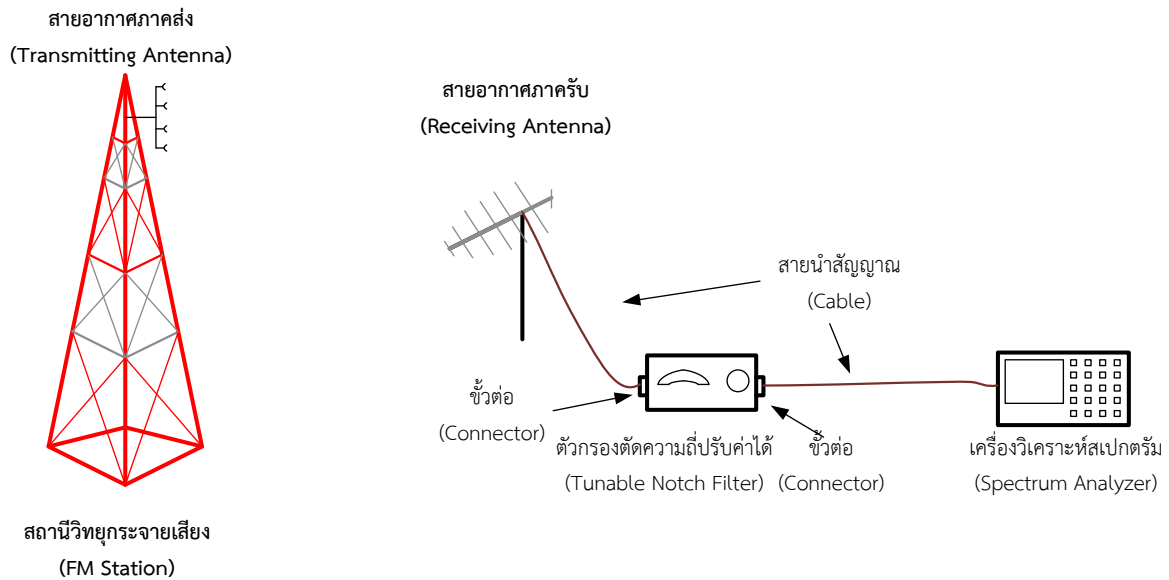 สายอากาศภาคส่ง
(Transmitting Antenna)
สายอากาศภาครับ
(Receiving Antenna)
สายนำสัญญาณ
(Cable)
ขั้วต่อ
(Connector)
ตัวกรองตัดความถี่ปรับค่าได้
(Tunable Notch Filter)
ขั้วต่อ
(Connector)
เครื่องวิเคราะห์สเปกตรัม
(Spectrum Analyzer)
สถานีวิทยุกระจายเสียง
(FM Station)